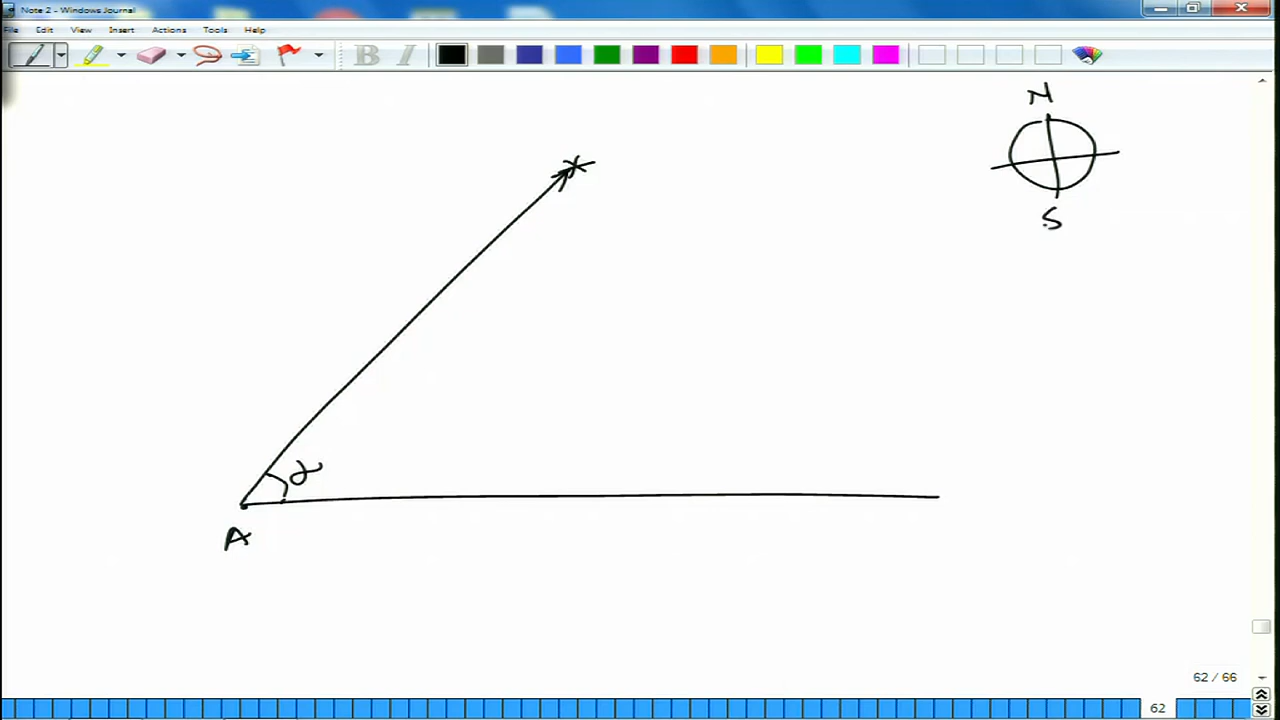 Note 2 - Windows Journal
File Edit View Insert Actions Tools Help
B I
N
S
α
A
62 / 66
62